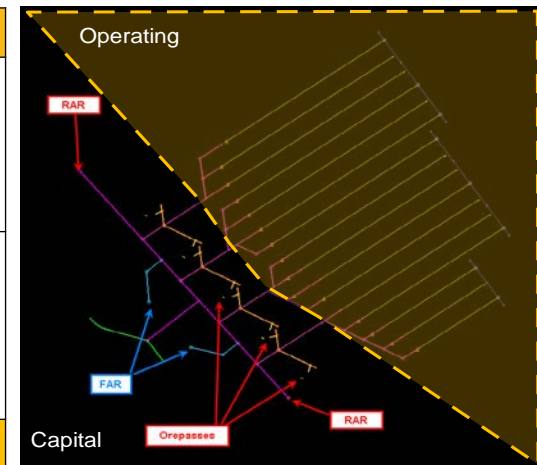 Operating
RAR
FAR
Orepasses
RAR
Capital